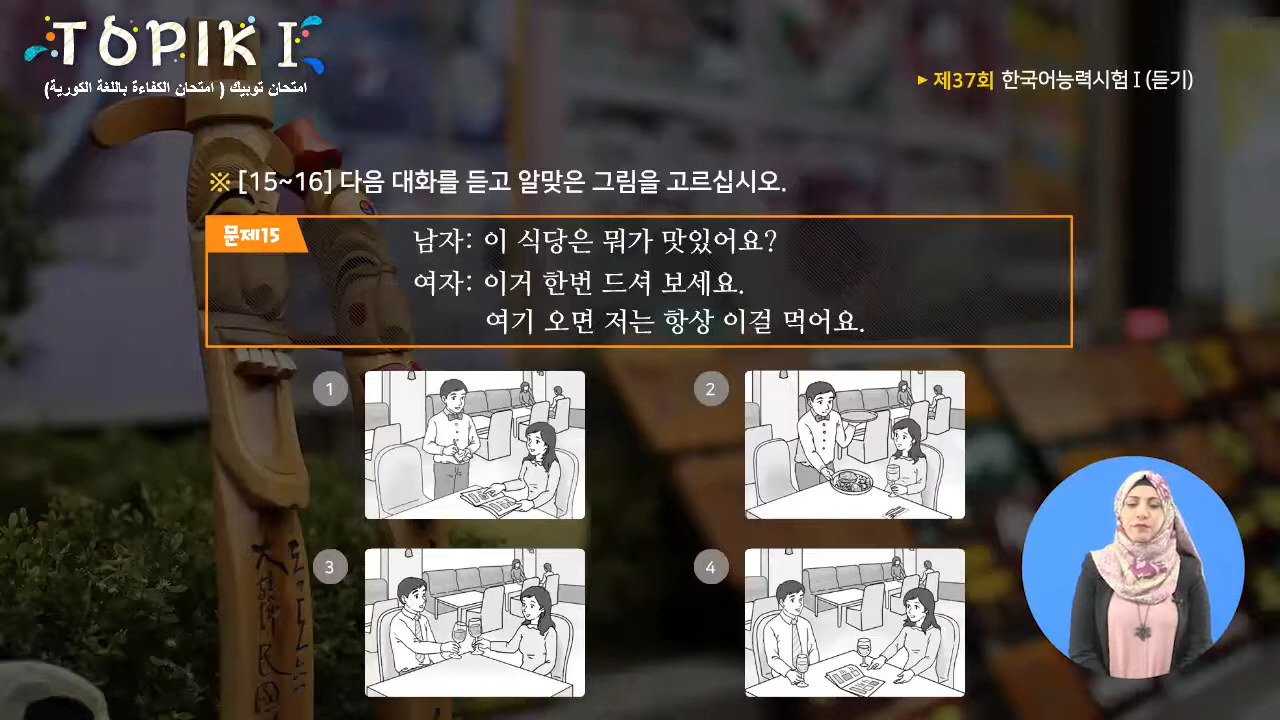 TOPIK I
امتحان توبيك ( امتحان الكفاءة باللغة الكورية)
▶ 제37회 한국어능력시험 I (듣기)
※ [15~16] 다음 대화를 듣고 알맞은 그림을 고르십시오.
문제15
남자: 이 식당은 뭐가 맛있어요?
여자: 이거 한번 드셔 보세요.
여기 오면 저는 항상 이걸 먹어요.
1
2
3
4